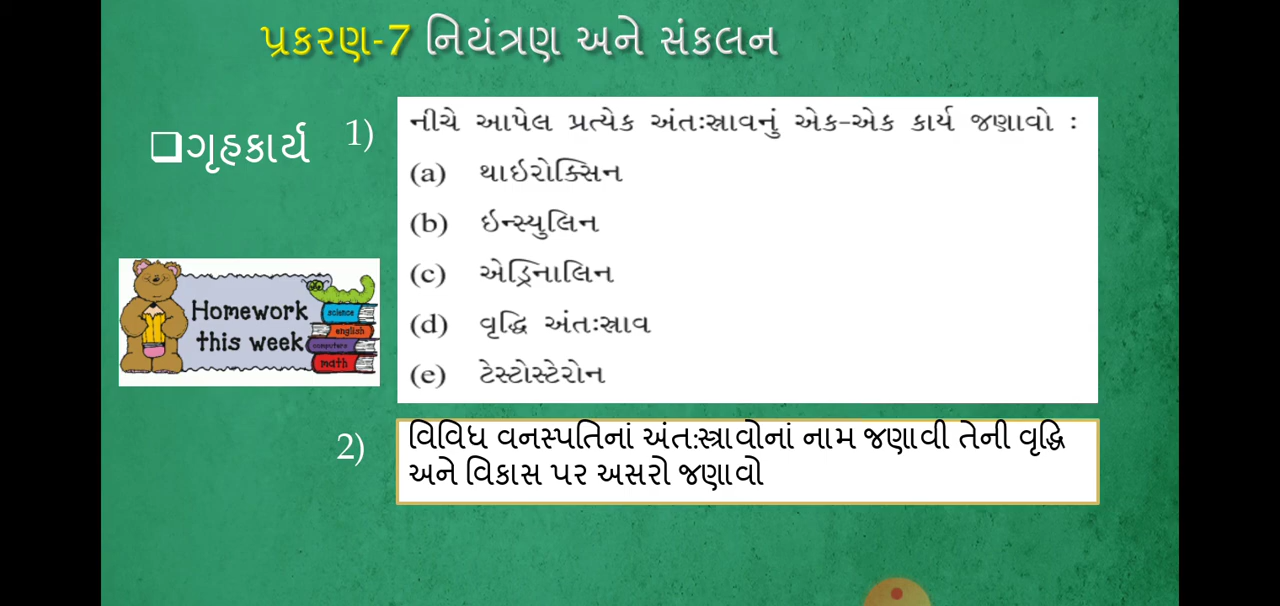 પ્રકરણ-7 નિયંત્રણ અને સંકલન
❑ગૃહકાર્ય
1)
નીચે આપેલ પ્રત્યેક અંતઃસ્રાવનું એક-એક કાર્ય જણાવો :
(a) થાઇરોક્સિન
(b) ઇન્સ્યુલિન
(c) એડ્રિનાલિન
(d) વૃદ્ધિ અંતઃસ્રાવ
(e) ટેસ્ટોસ્ટેરોન
Homework
this week
science
english
computers
math
2)
વિવિધ વનસ્પતિનાં અંત:સ્ત્રાવોનાં નામ જણાવી તેની વૃદ્ધિ
અને વિકાસ પર અસરો જણાવો